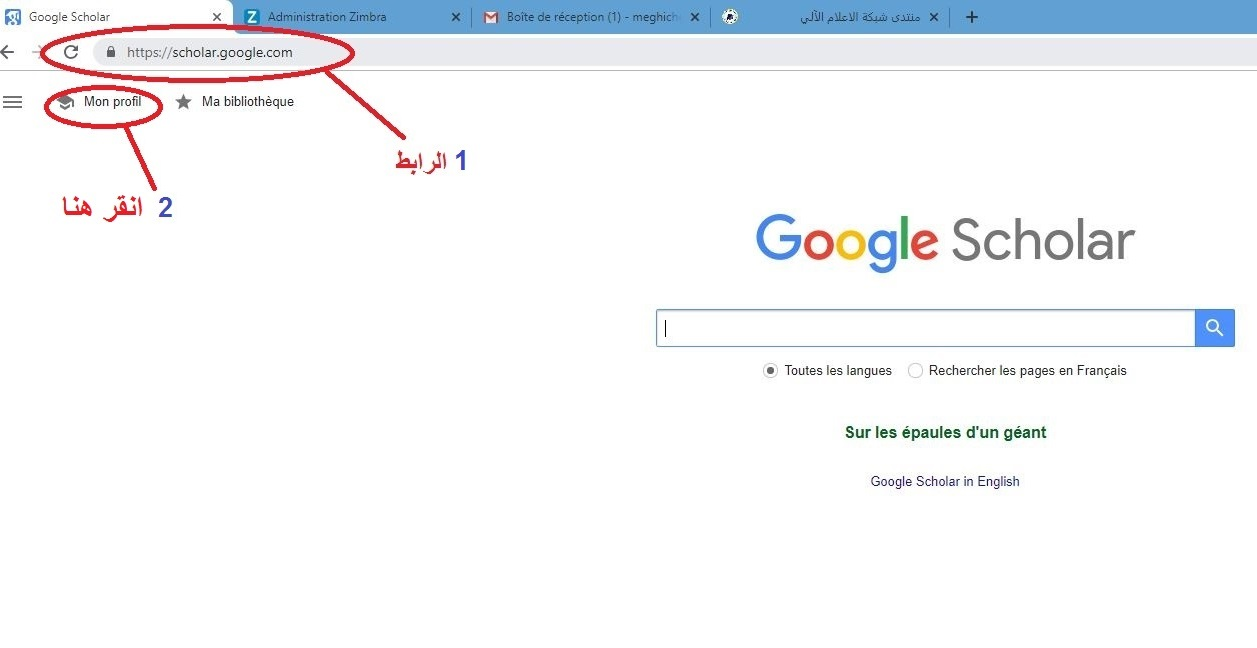 Google Scholar
Administration Zimbra
Boîte de réception (1) - meghich
منتدى شبكة الاعلام الآلي
https://scholar.google.com
Mon profil
Ma bibliothèque
1 الرابط
2 انقر هنا
Google Scholar
Toutes les langues
Rechercher les pages en Français
Sur les épaules d'un géant
Google Scholar in English